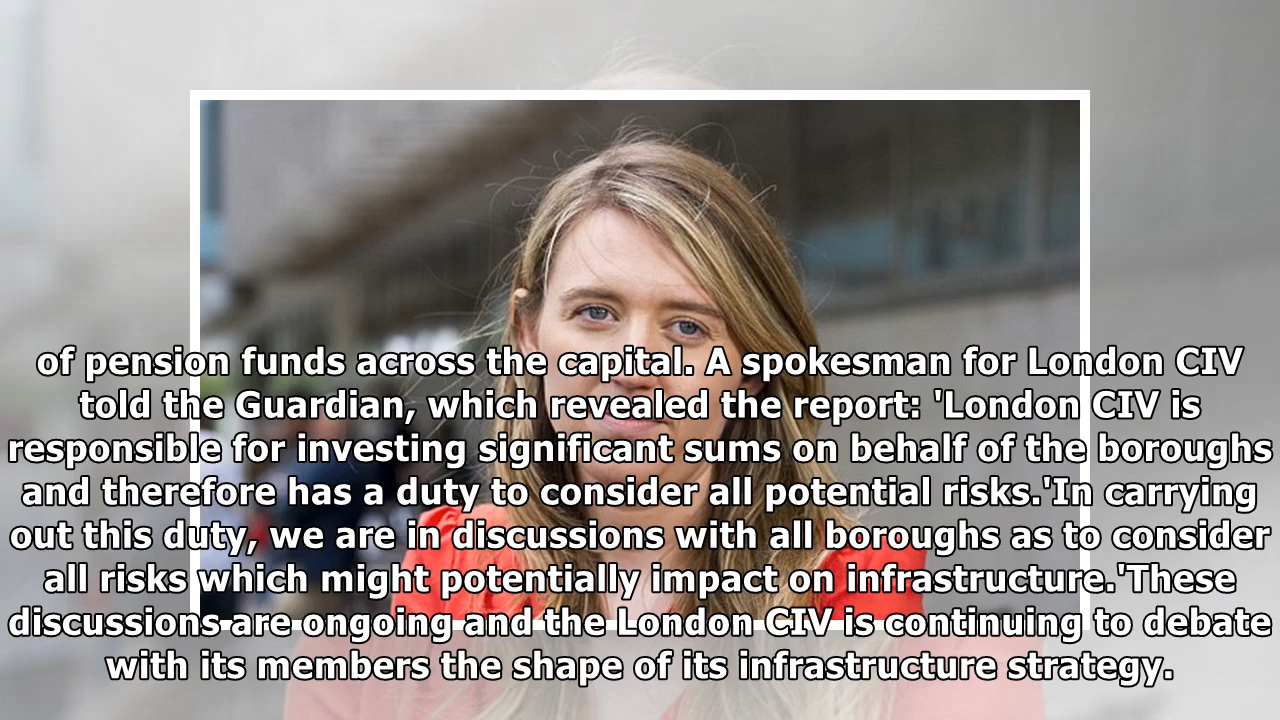 of pension funds across the capital. A spokesman for London CIV
told the Guardian, which revealed the report: 'London CIV is
responsible for investing significant sums on behalf of the boroughs
and therefore has a duty to consider all potential risks.'In carrying
out this duty, we are in discussions with all boroughs as to consider
all risks which might potentially impact on infrastructure.'These
discussions are ongoing and the London CIV is continuing to debate
with its members the shape of its infrastructure strategy.